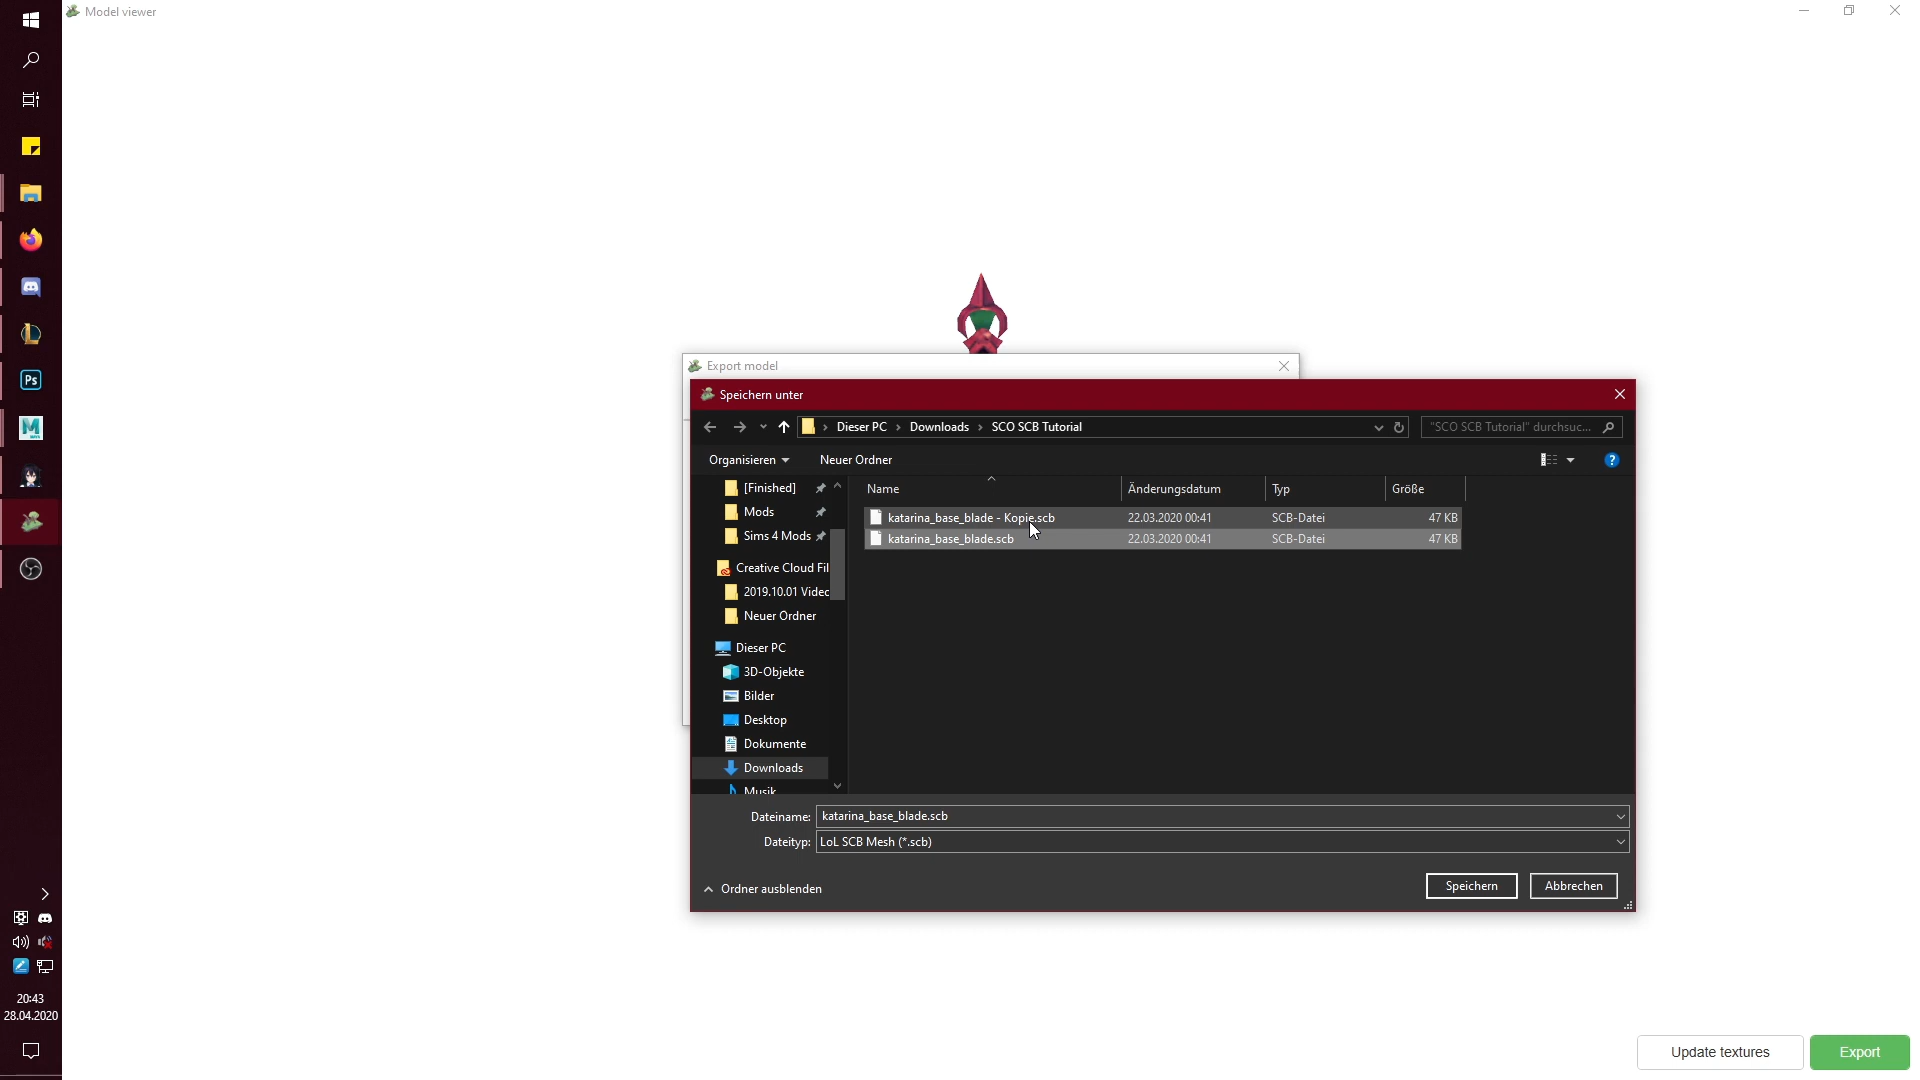 Model viewer
Export model
Speichern unter
Dieser PC
Downloads
SCO SCB Tutorial
"SCO SCB Tutorial" durchsuc...
Organisieren
Neuer Ordner
Name
Änderungsdatum
Typ
Größe
[Finished]
Mods
Sims 4 Mods
Creative Cloud Fil
2019.10.01 Videc
Neuer Ordner
Dieser PC
3D-Objekte
Bilder
Desktop
Dokumente
Downloads
Musik
katarina_base_blade - Kopie.scb 22.03.2020 00:41 SCB-Datei 47 KB
katarina_base_blade.scb 22.03.2020 00:41 SCB-Datei 47 KB
Dateiname: katarina_base_blade.scb
Dateityp: LoL SCB Mesh (*.scb)
Ordner ausblenden
Speichern
Abbrechen
Ps
M
20:43
28.04.2020
Update textures
Export